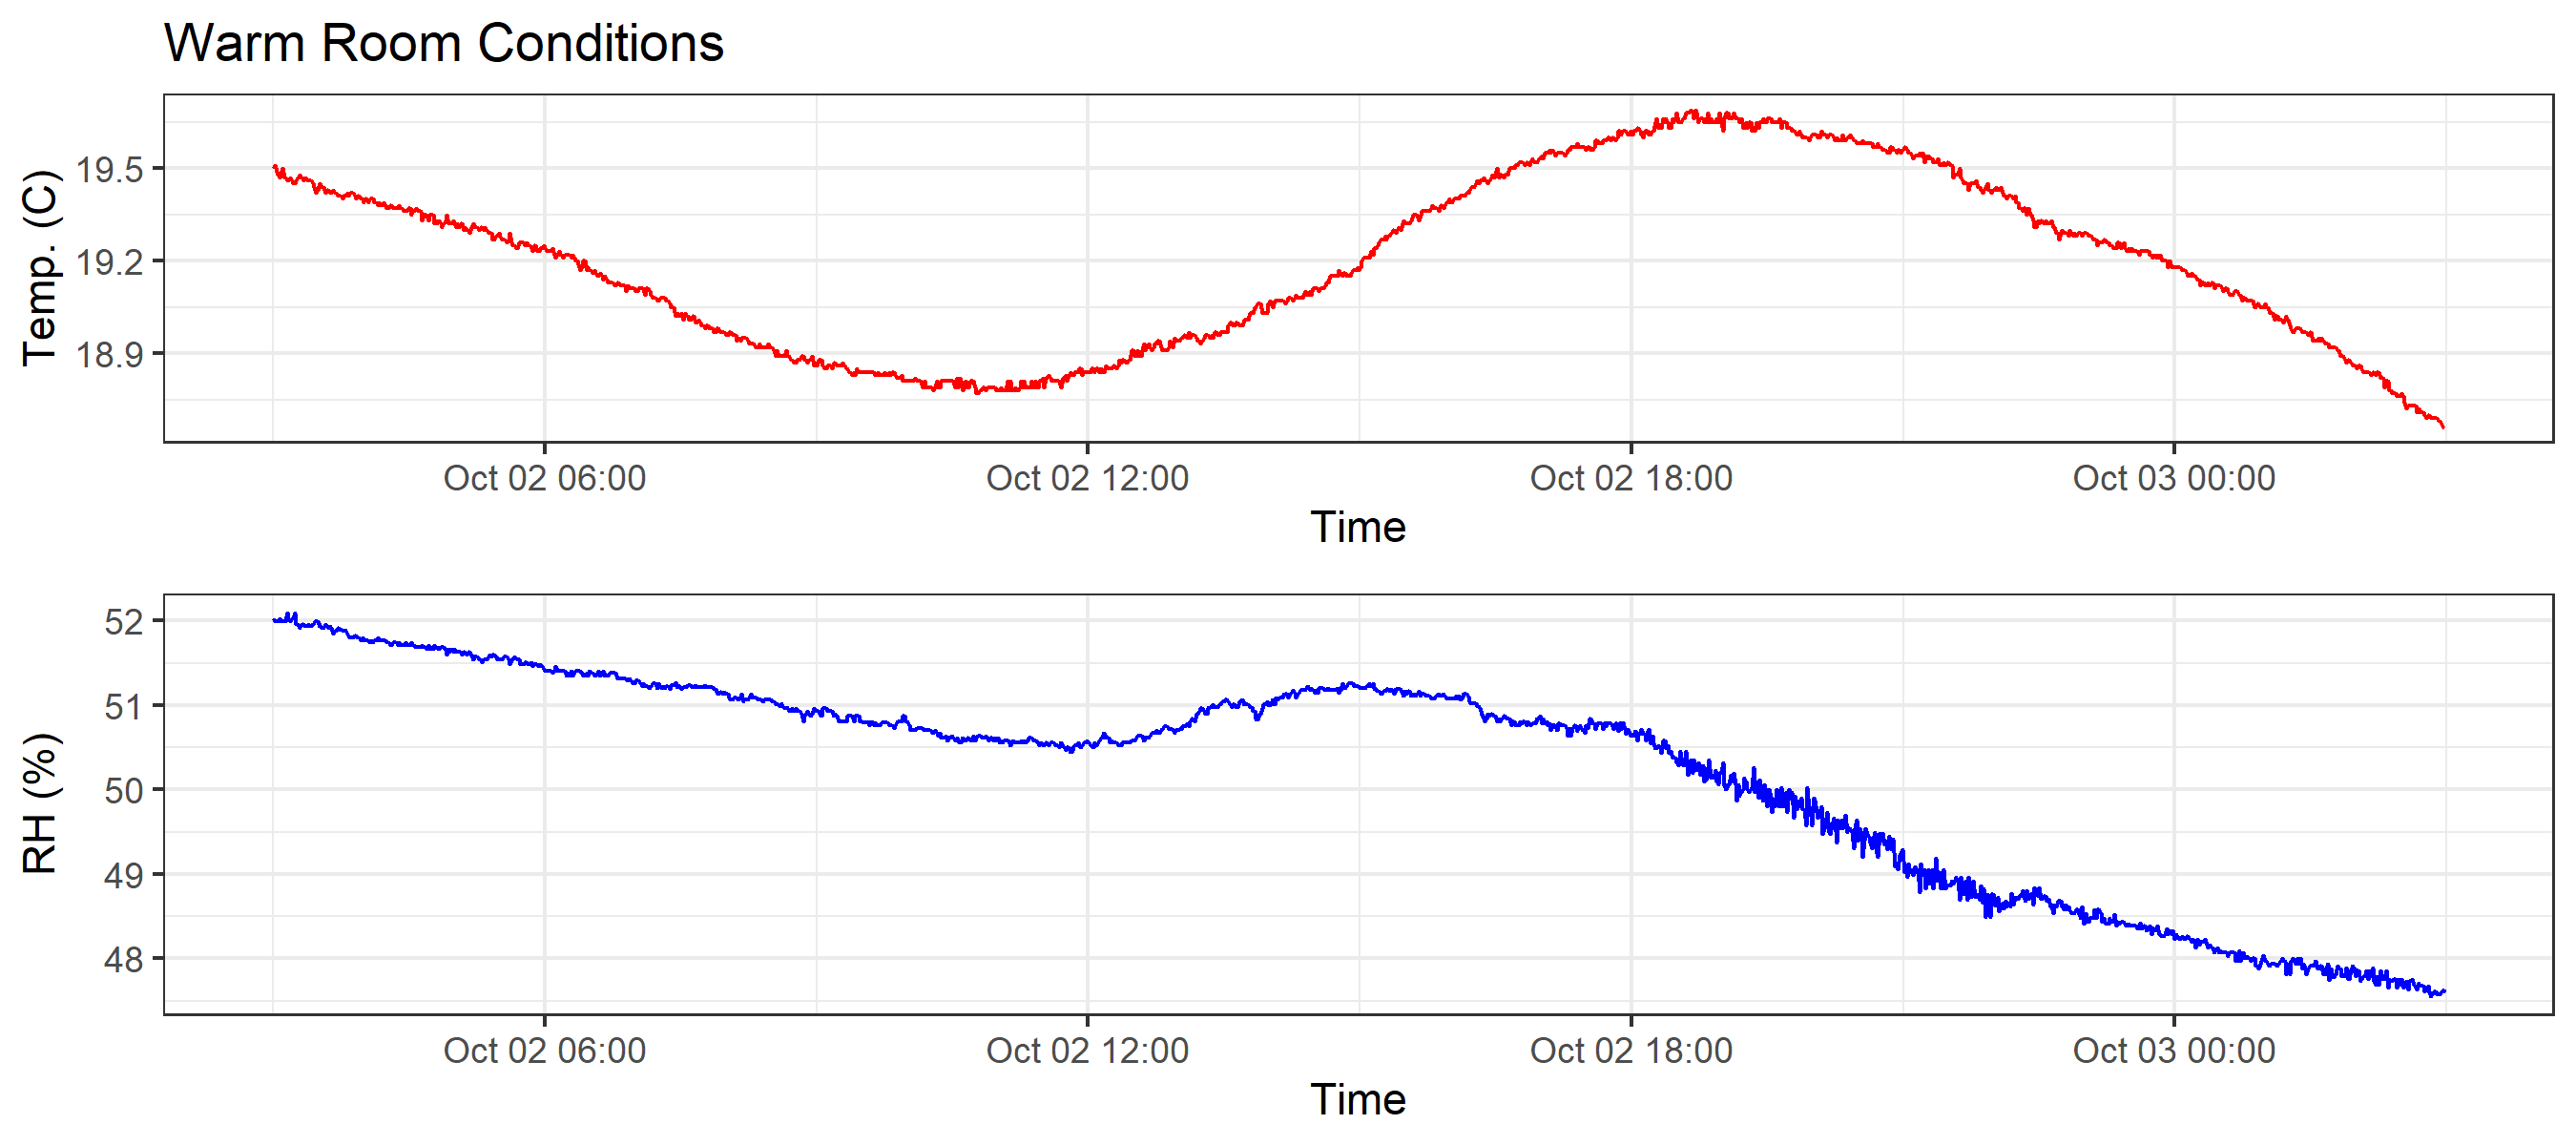 Warm Room Conditions
Temp. (C)
19.5
19.2
18.9
Oct 02 06:00 Oct 02 12:00 Oct 02 18:00 Oct 03 00:00
Time
RH (%)
52
51
50
49
48
Oct 02 06:00 Oct 02 12:00 Oct 02 18:00 Oct 03 00:00
Time